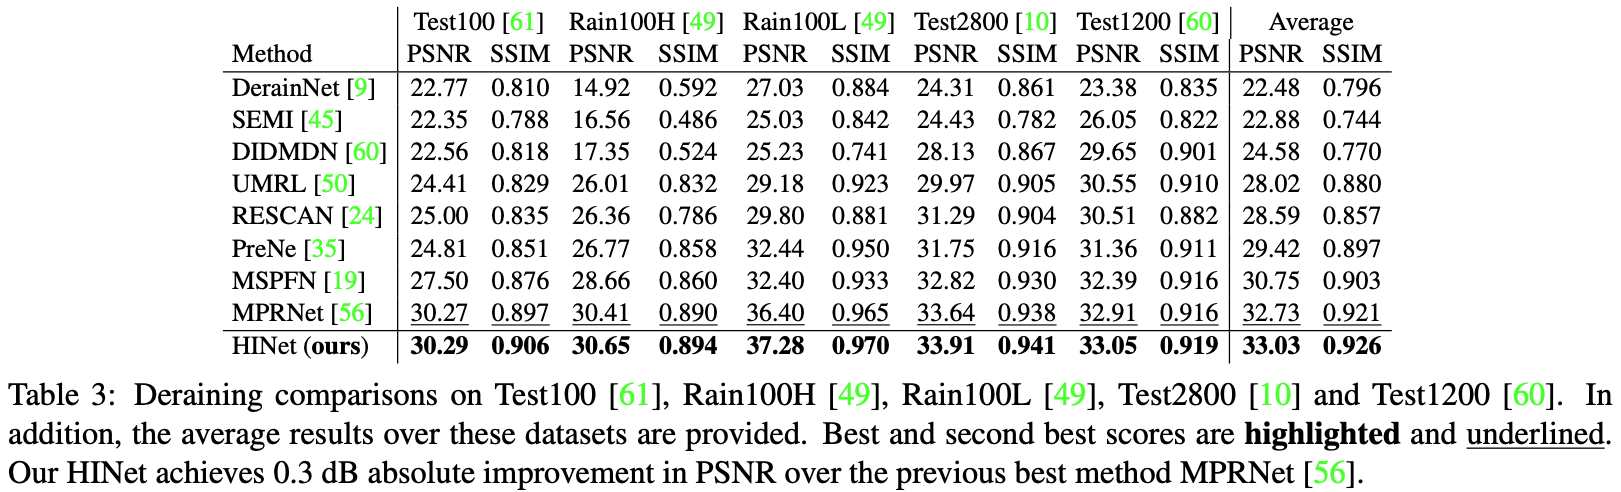 Test100 [61] Rain100H [49] Rain100L [49] Test2800 [10] Test1200 [60] Average
Method PSNR SSIM PSNR SSIM PSNR SSIM PSNR SSIM PSNR SSIM PSNR SSIM
DerainNet [9] 22.77 0.810 14.92 0.592 27.03 0.884 24.31 0.861 23.38 0.835 22.48 0.796
SEMI [45] 22.35 0.788 16.56 0.486 25.03 0.842 24.43 0.782 26.05 0.822 22.88 0.744
DIDMDN [60] 22.56 0.818 17.35 0.524 25.23 0.741 28.13 0.867 29.65 0.901 24.58 0.770
UMRL [50] 24.41 0.829 26.01 0.832 29.18 0.923 29.97 0.905 30.55 0.910 28.02 0.880
RESCAN [24] 25.00 0.835 26.36 0.786 29.80 0.881 31.29 0.904 30.51 0.882 28.59 0.857
PreNe [35] 24.81 0.851 26.77 0.858 32.44 0.950 31.75 0.916 31.36 0.911 29.42 0.897
MSPFN [19] 27.50 0.876 28.66 0.860 32.40 0.933 32.82 0.930 32.39 0.916 30.75 0.903
MPRNet [56] 30.27 0.897 30.41 0.890 36.40 0.965 33.64 0.938 32.91 0.916 32.73 0.921
HINet (ours) 30.29 0.906 30.65 0.894 37.28 0.970 33.91 0.941 33.05 0.919 33.03 0.926
Table 3: Deraining comparisons on Test100 [61], Rain100H [49], Rain100L [49], Test2800 [10] and Test1200 [60]. In
addition, the average results over these datasets are provided. Best and second best scores are highlighted and underlined.
Our HINet achieves 0.3 dB absolute improvement in PSNR over the previous best method MPRNet [56].